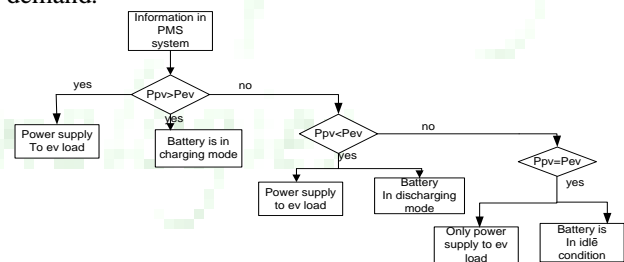 demand.
Information in
PMS
system
yes
Ppv>Pev
no
yes
Power supply
To ev load
Battery is in
charging mode
Ppv<Pev
no
yes
Power supply
to ev load
Battery
In discharging
mode
Ppv=Pev
yes
Only power
supply to ev
load
Battery is
In idle
condition